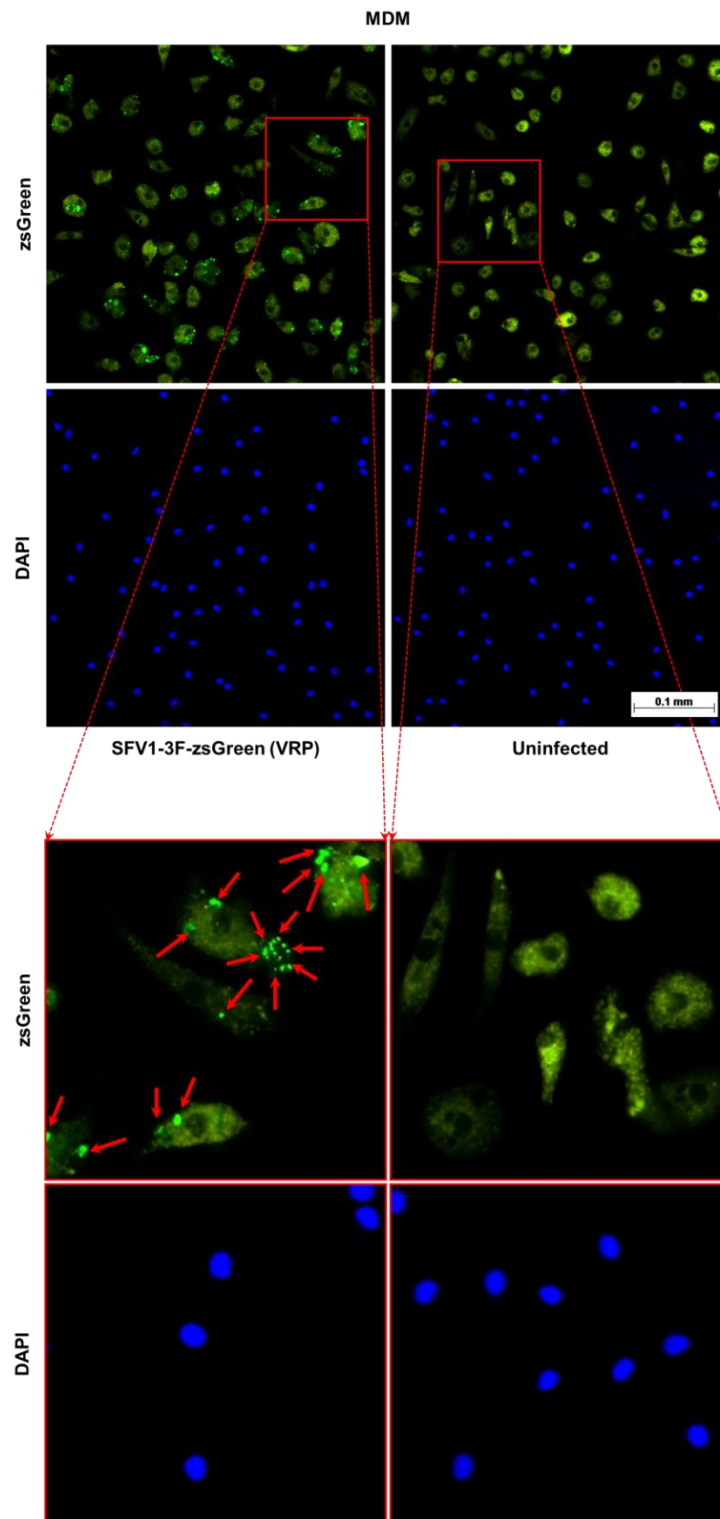 MDM
zsGreen
DAPI
0.1 mm
SFV1-3F-zsGreen (VRP)
Uninfected
zsGreen
DAPI